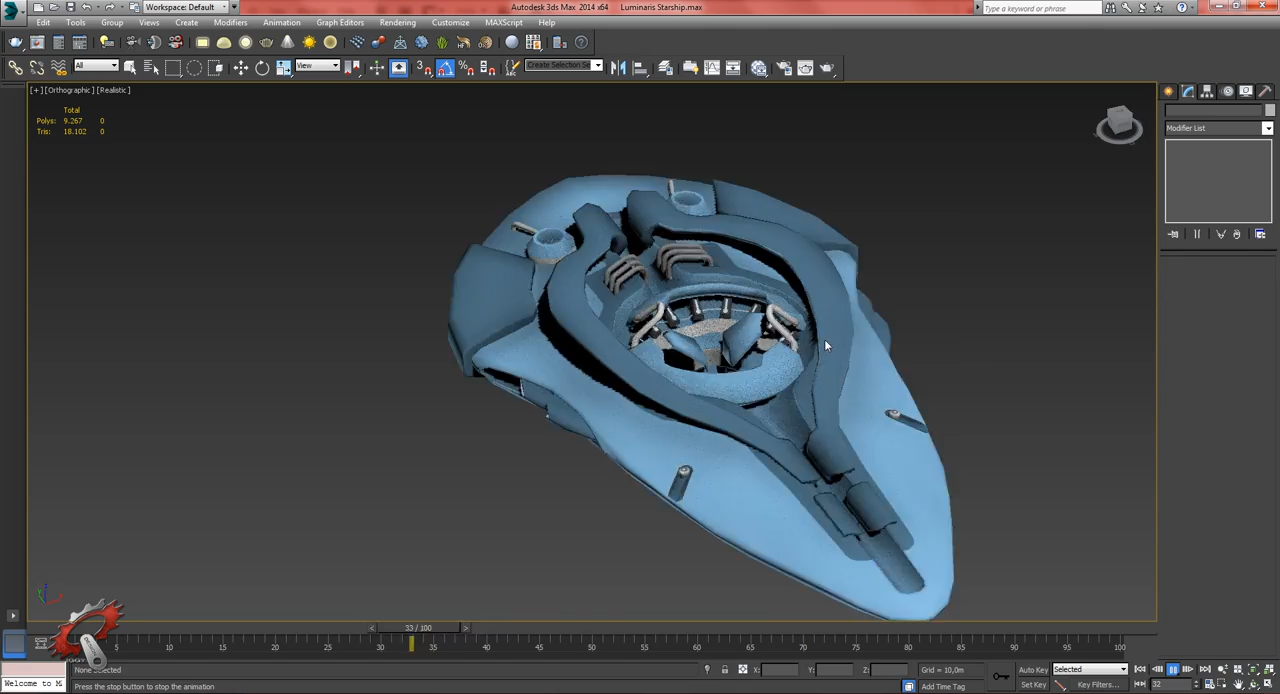 Workspace: Default
Autodesk 3ds Max 2014 x64
Luminaris Starship.max
Type a keyword or phrase
Edit
Tools
Group
Views
Create
Modifiers
Animation
Graph Editors
Rendering
Customize
MAXScript
Help
All
View
Create Selection Se
[+] [Orthographic] [Realistic]
Total
Polys: 9.267 0
Tris: 18.102 0
Modifier List
33 / 100
5 10 15 20 25 30 35 40 45 50 55 60 65 70 75 80 85 90 95 100
None Selected
X:
Y:
Z:
Grid = 10,0m
Auto Key
Selected
Welcome to M
Press the stop button to stop the animation
Add Time Tag
Set Key
Key Filters...
32